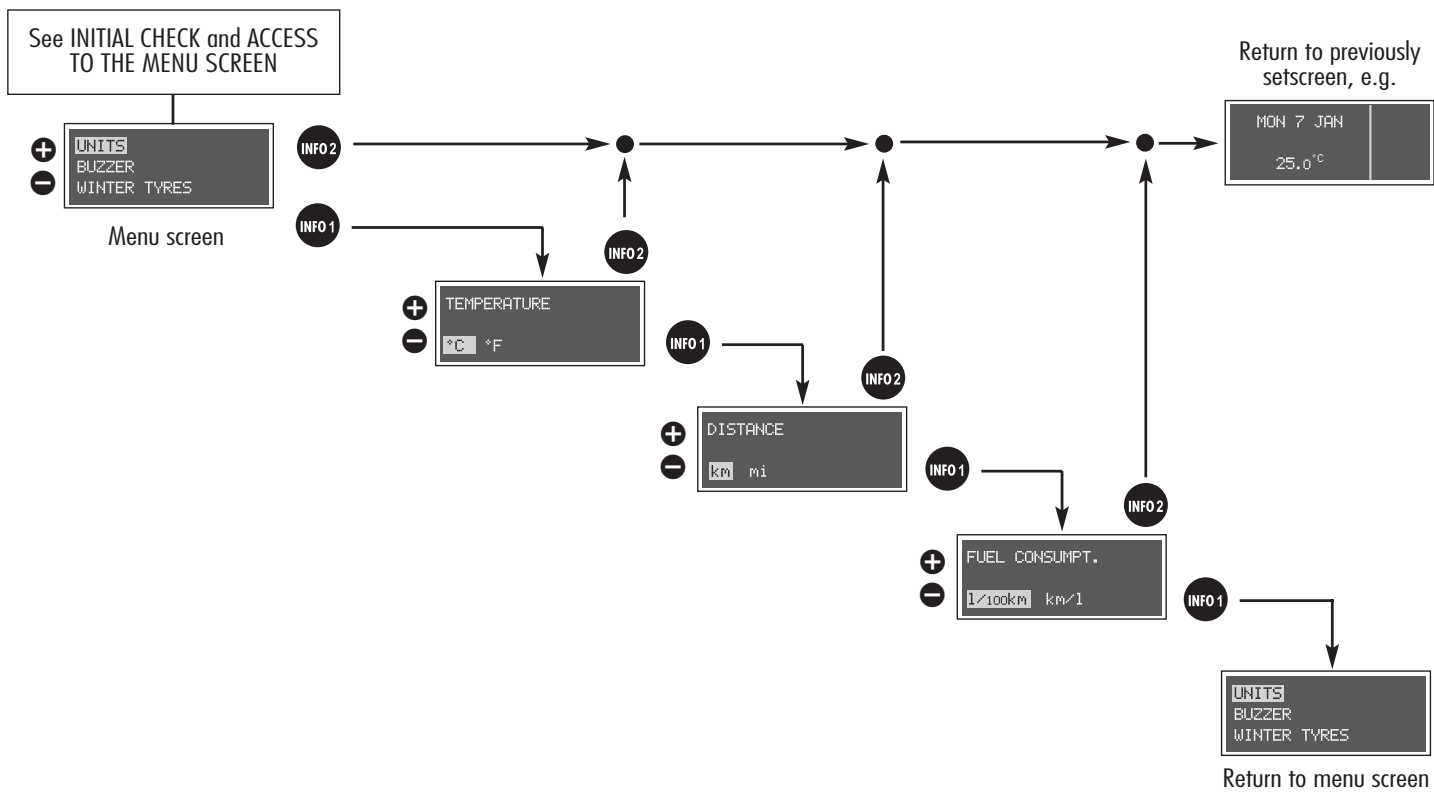 See INITIAL CHECK and ACCESS
TO THE MENU SCREEN
Return to previously
setscreen, e.g.
MON 7 JAN
25.0°C
UNITS
BUZZER
WINTER TYRES
INFO 2
Menu screen
INFO 1
INFO 2
TEMPERATURE
°C °F
INFO 1
INFO 2
DISTANCE
km mi
INFO 1
INFO 2
FUEL CONSUMPT.
l/100km km/l
INFO 1
UNITS
BUZZER
WINTER TYRES
Return to menu screen